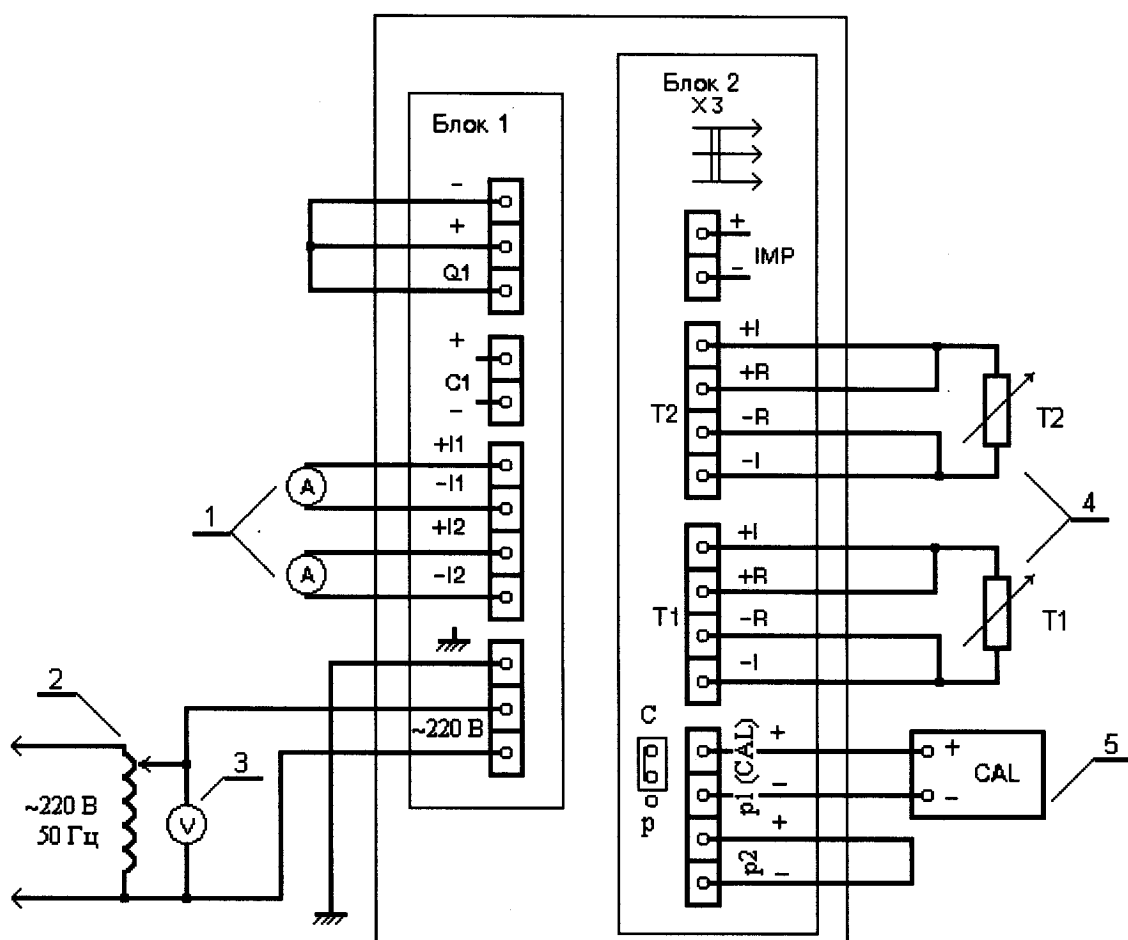 Блок 1
-
+
Q1
+
C1
-
+I1
-I1
+I2
-I2
~220 В
A
A
1
2
3
V
~220 В
50 Гц
Блок 2
X3
+
IMP
-
+I
+R
T2
-R
-I
T2
4
+I
+R
T1
-R
-I
T1
C
p
+
p1(CAL)
-
+
p2
-
+
CAL
-
5